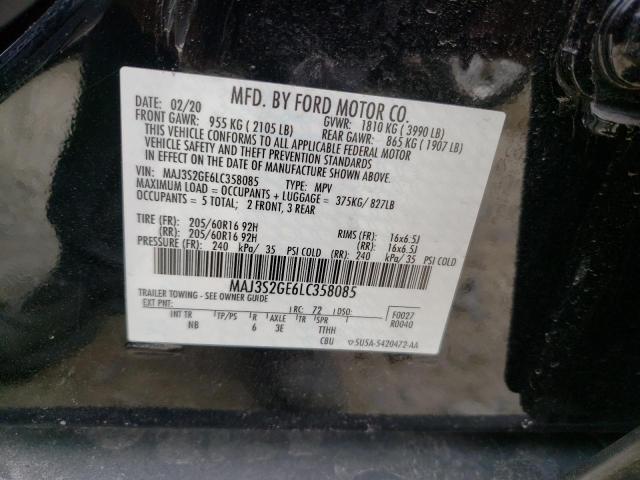 DATE: 02/20 MFD. BY FORD MOTOR CO.
FRONT GAWR: 955 KG ( 2105 LB) GVWR: 1810 KG ( 3990 LB)
REAR GAWR: 865 KG ( 1907 LB)
THIS VEHICLE CONFORMS TO ALL APPLICABLE FEDERAL MOTOR
VEHICLE SAFETY AND THEFT PREVENTION STANDARDS
IN EFFECT ON THE DATE OF MANUFACTURE SHOWN ABOVE.
VIN: MAJ3S2GE6LC358085 TYPE: MPV
MAXIMUM LOAD = OCCUPANTS + LUGGAGE = 375KG/ 827LB
OCCUPANTS = 5 TOTAL; 2 FRONT, 3 REAR
TIRE (FR): 205/60R16 92H RIMS (FR): 16x6.5J
(RR): 205/60R16 92H (RR): 16x6.5J
PRESSURE (FR): 240 kPa/ 35 PSI COLD (RR): 240 kPa/ 35 PSI COLD
MAJ3S2GE6LC358085
TRAILER TOWING - SEE OWNER GUIDE
EXT PNT: RC: 72 DSO: F0027
INT TR TP/PS R AXLE TR SPR R0040
NB 6 3E TTHH
CBU 5U5A-5420472-AA